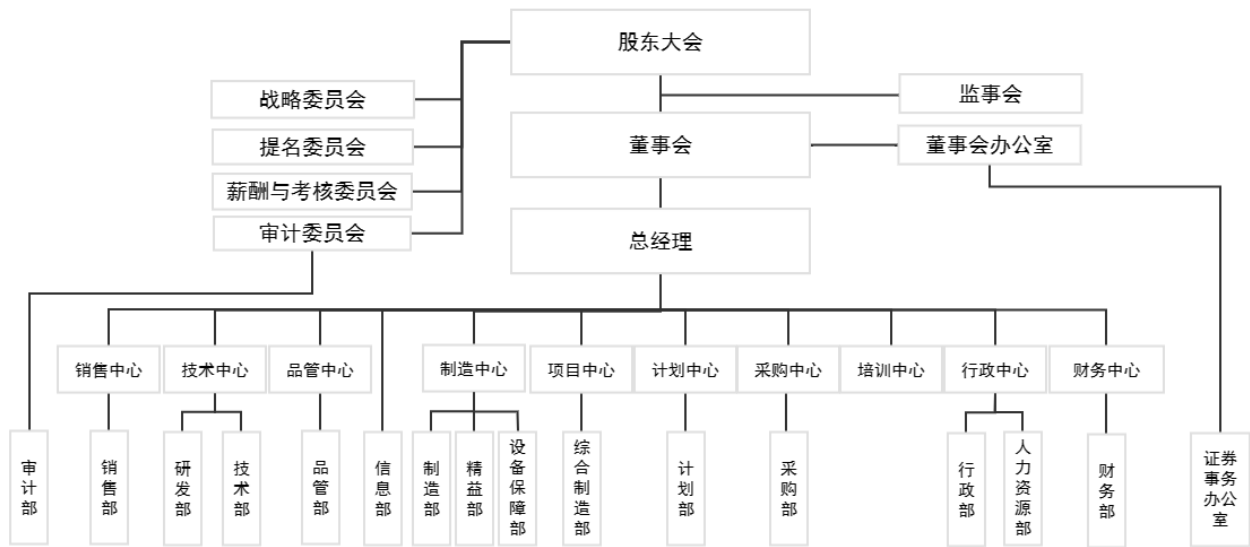 股东大会
战略委员会
监事会
提名委员会
董事会
董事会办公室
薪酬与考核委员会
审计委员会
总经理
销售中心
技术中心
品管中心
制造中心
项目中心
计划中心
采购中心
培训中心
行政中心
财务中心
审计部
销售部
研发部
技术部
品管部
信息部
制造部
精益部
设备保障部
综合制造部
计划部
采购部
行政部
人力资源部
财务部
证券
事务
办公
室